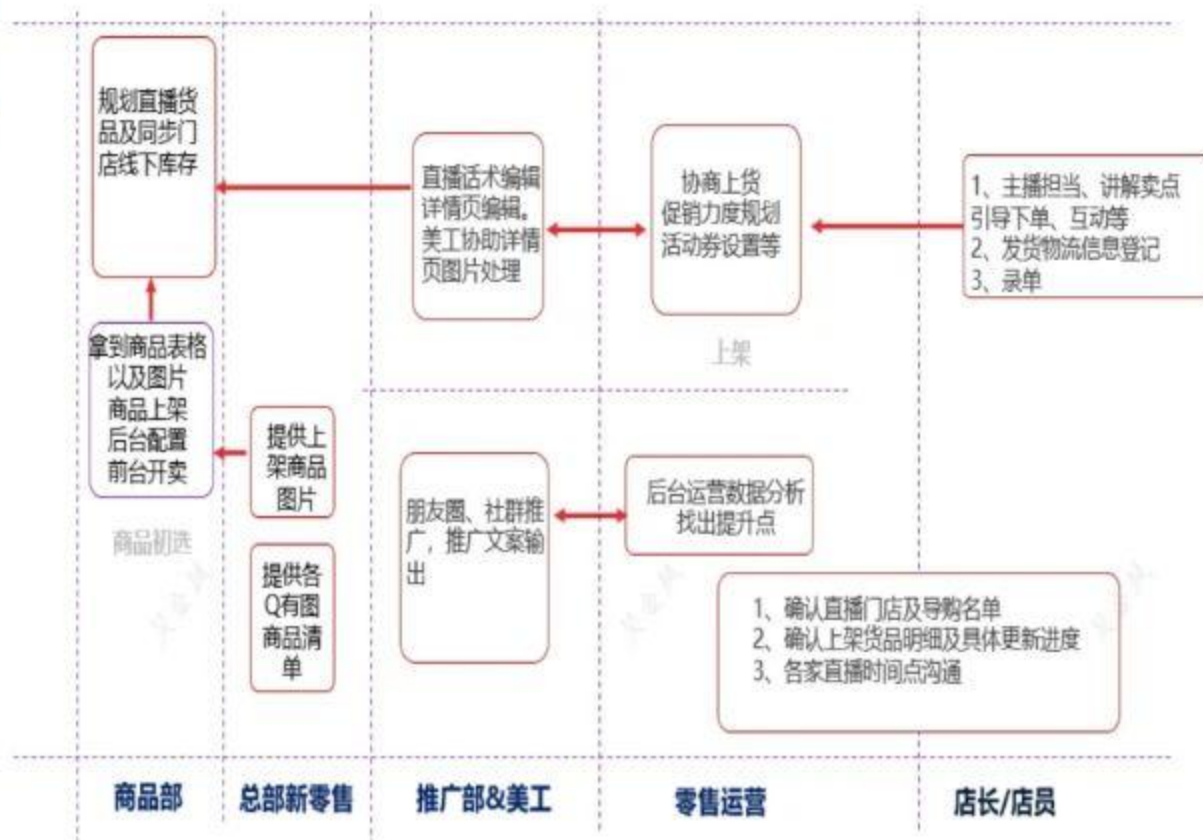 规划直播货
品及同步门
店线下库存
直播话术编辑
详情页编辑。
美工协助详情
页图片处理
协商上货
促销力度规划
活动券设置等
1、主播担当、讲解卖点
引导下单、互动等
2、发货物流信息登记
3、录单
上架
拿到商品表格
以及图片
商品上架
后台配置
前台开卖
商品初选
提供上
架商品
图片
提供各
Q有图
商品清
单
朋友圈、社群推
广，推广文案输
出
后台运营数据分析
找出提升点
1、确认直播门店及导购名单
2、确认上架货品明细及具体更新进度
3、各家直播时间点沟通
商品部
总部新零售
推广部&美工
零售运营
店长/店员